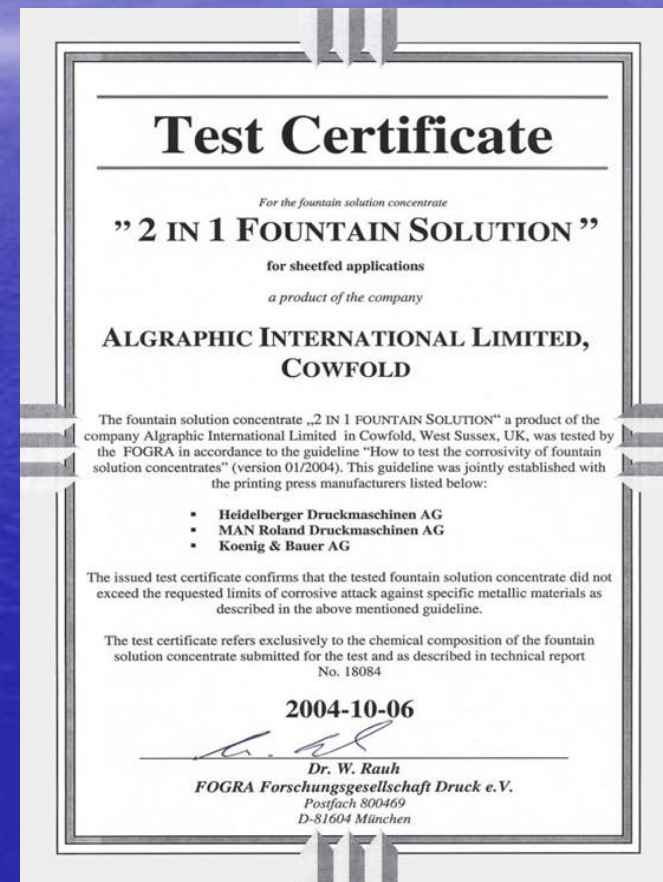 Test Certificate
For the fountain solution concentrate
” 2 IN 1 FOUNTAIN SOLUTION ”
for sheetfed applications
a product of the company
ALGRAPHIC INTERNATIONAL LIMITED,
COWFOLD
The fountain solution concentrate „2 IN 1 FOUNTAIN SOLUTION“ a product of the
company Algraphic International Limited in Cowfold, West Sussex, UK, was tested by
the FOGRA in accordance to the guideline “How to test the corrosivity of fountain
solution concentrates” (version 01/2004). This guideline was jointly established with
the printing press manufacturers listed below:
▪ Heidelberger Druckmaschinen AG
▪ MAN Roland Druckmaschinen AG
▪ Koenig & Bauer AG
The issued test certificate confirms that the tested fountain solution concentrate did not
exceed the requested limits of corrosive attack against specific metallic materials as
described in the above mentioned guideline.
The test certificate refers exclusively to the chemical composition of the fountain
solution concentrate submitted for the test and as described in technical report
No. 18084
2004-10-06
Dr. W. Rauh
FOGRA Forschungsgesellschaft Druck e.V.
Postfach 800469
D-81604 München